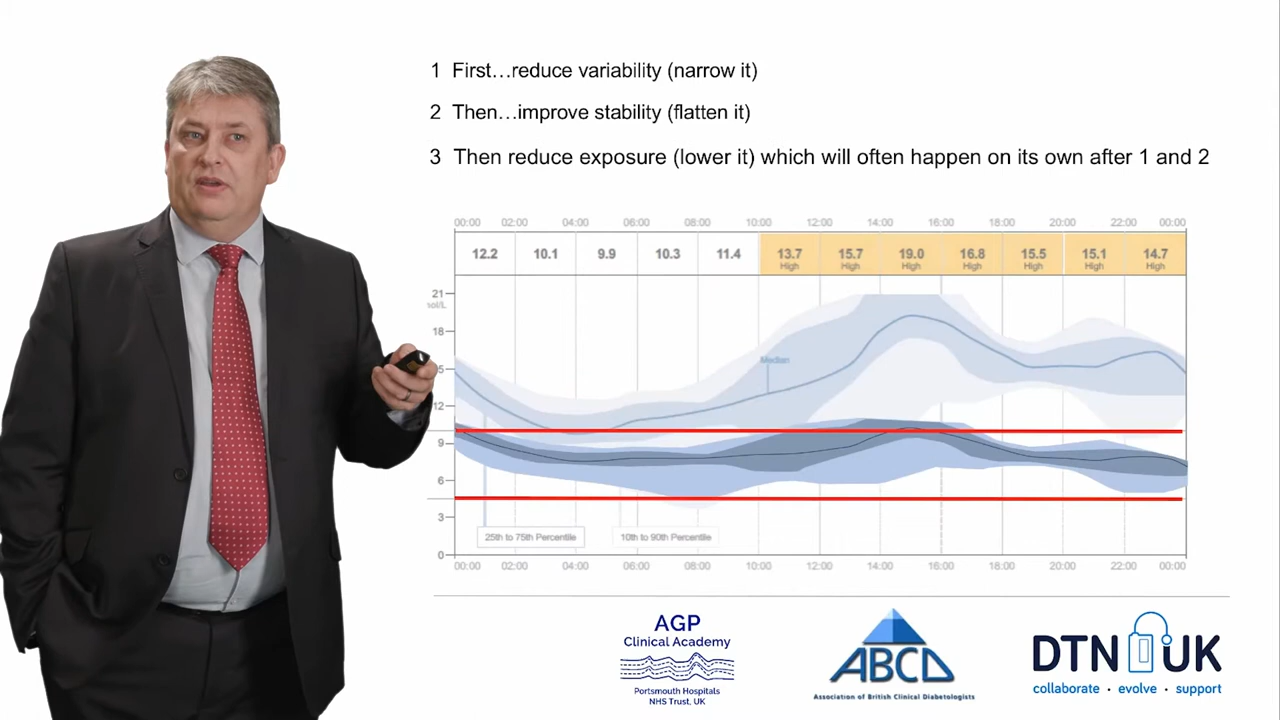 1 First…reduce variability (narrow it)
2 Then…improve stability (flatten it)
3 Then reduce exposure (lower it) which will often happen on its own after 1 and 2
00:00 02:00 04:00 06:00 08:00 10:00 12:00 14:00 16:00 18:00 20:00 22:00 00:00
12.2 10.1 9.9 10.3 11.4 13.7 15.7 19.0 16.8 15.5 15.1 14.7
High High High High High High High
21
ol/L
18
5
Median
12
9
6
3
25th to 75th Percentile 10th to 90th Percentile
0
00:00 02:00 04:00 06:00 08:00 10:00 12:00 14:00 16:00 18:00 20:00 22:00 00:00
AGP
Clinical Academy
Portsmouth Hospitals
NHS Trust, UK
ABCD
Association of British Clinical Diabetologists
DTN UK
collaborate · evolve · support